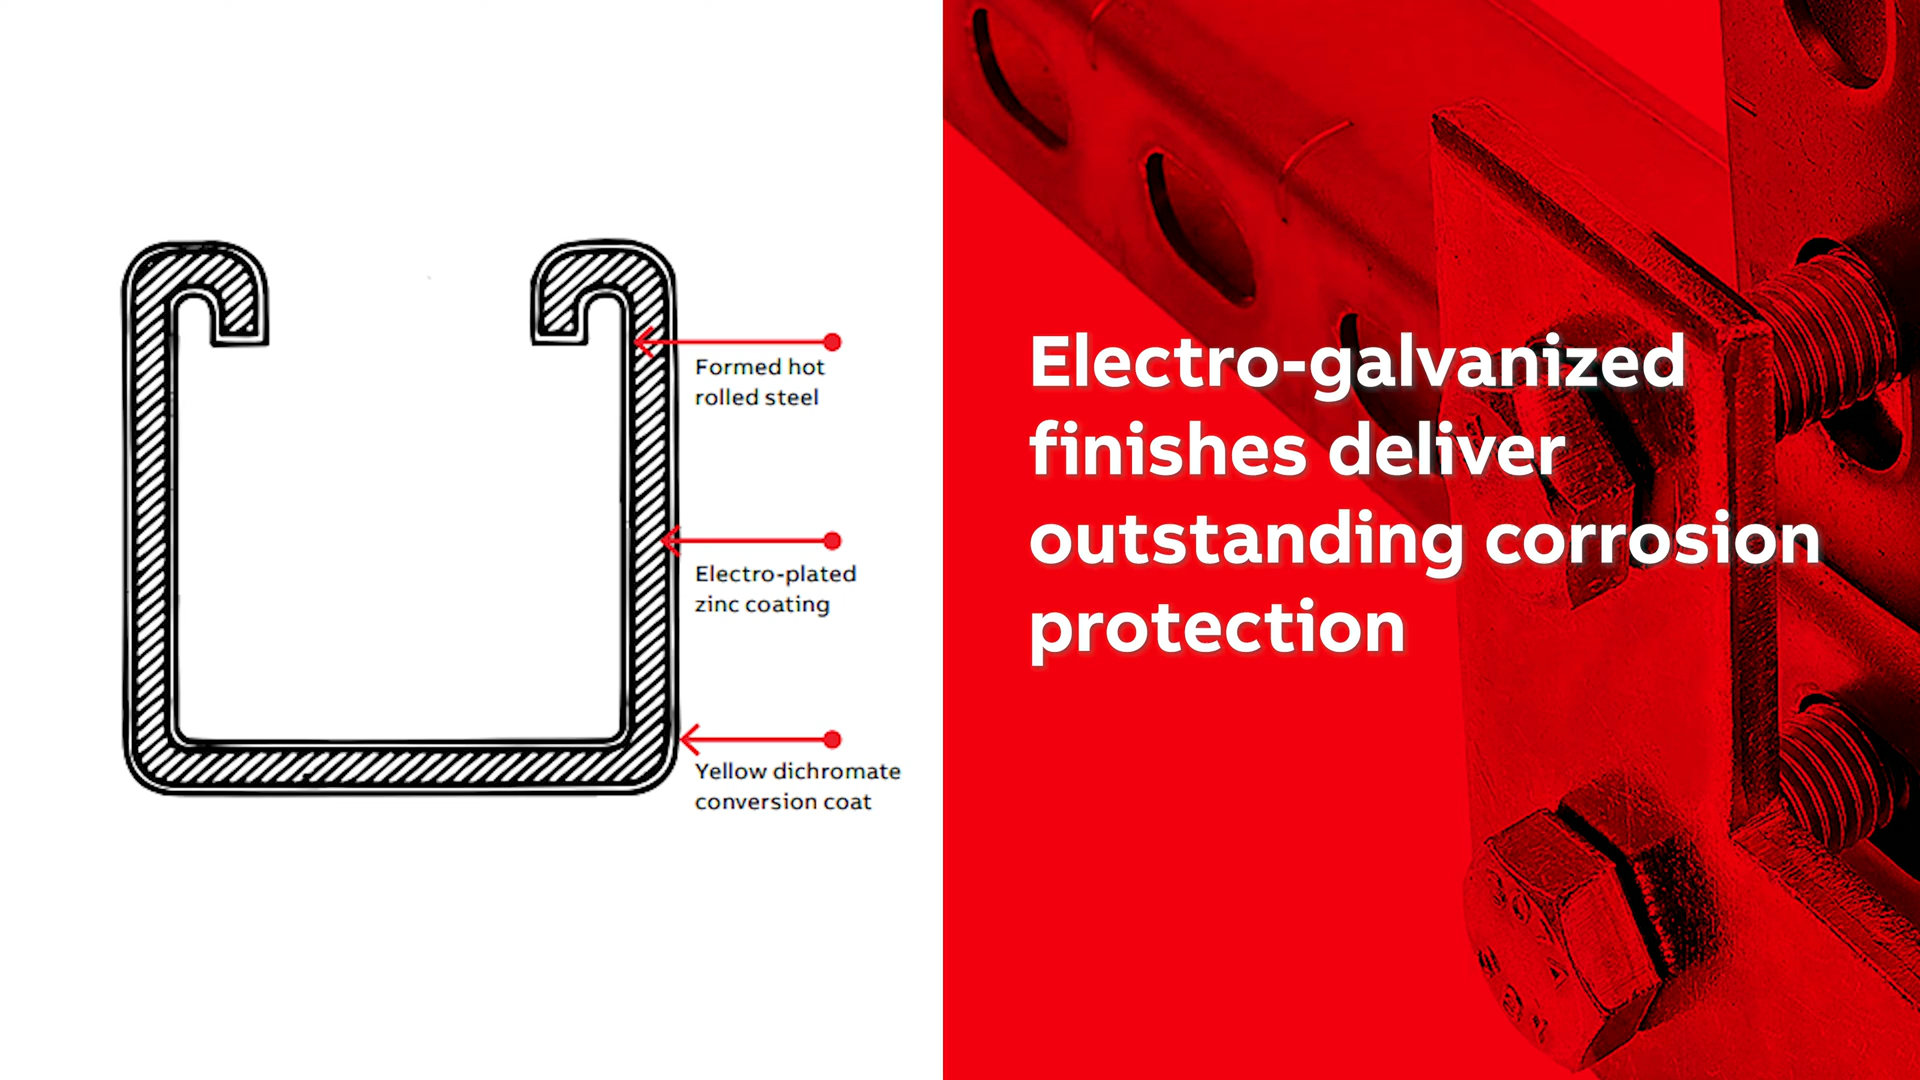 Formed hot
rolled steel
Electro-plated
zinc coating
Yellow dichromate
conversion coat
Electro-galvanized
finishes deliver
outstanding corrosion
protection